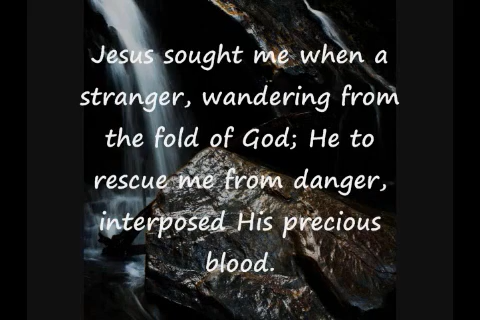 Jesus sought me when a
stranger, wandering from
the fold of God; He to
rescue me from danger,
interposed His precious
blood.